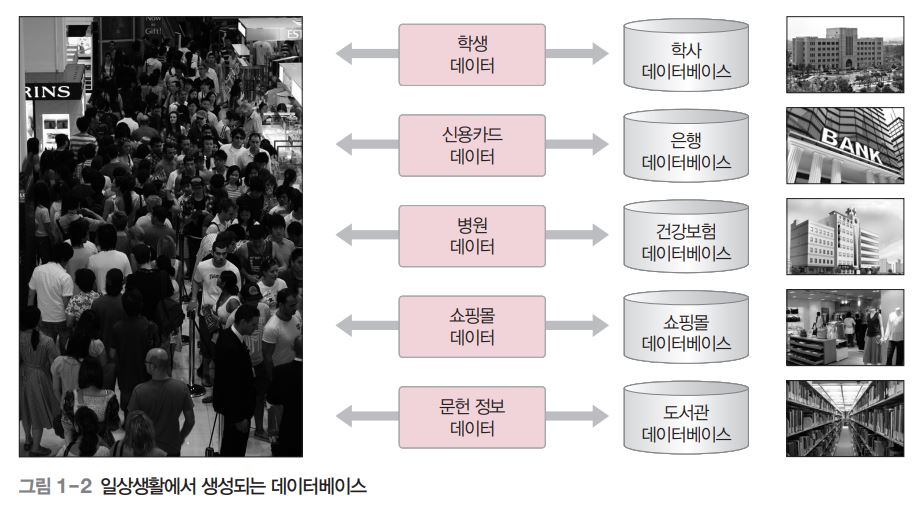 Now
Gift!
EST
RINS
학생
데이터
학사
데이터베이스
신용카드
데이터
은행
데이터베이스
BANK
병원
데이터
건강보험
데이터베이스
쇼핑몰
데이터
쇼핑몰
데이터베이스
문헌 정보
데이터
도서관
데이터베이스
그림 1-2 일상생활에서 생성되는 데이터베이스